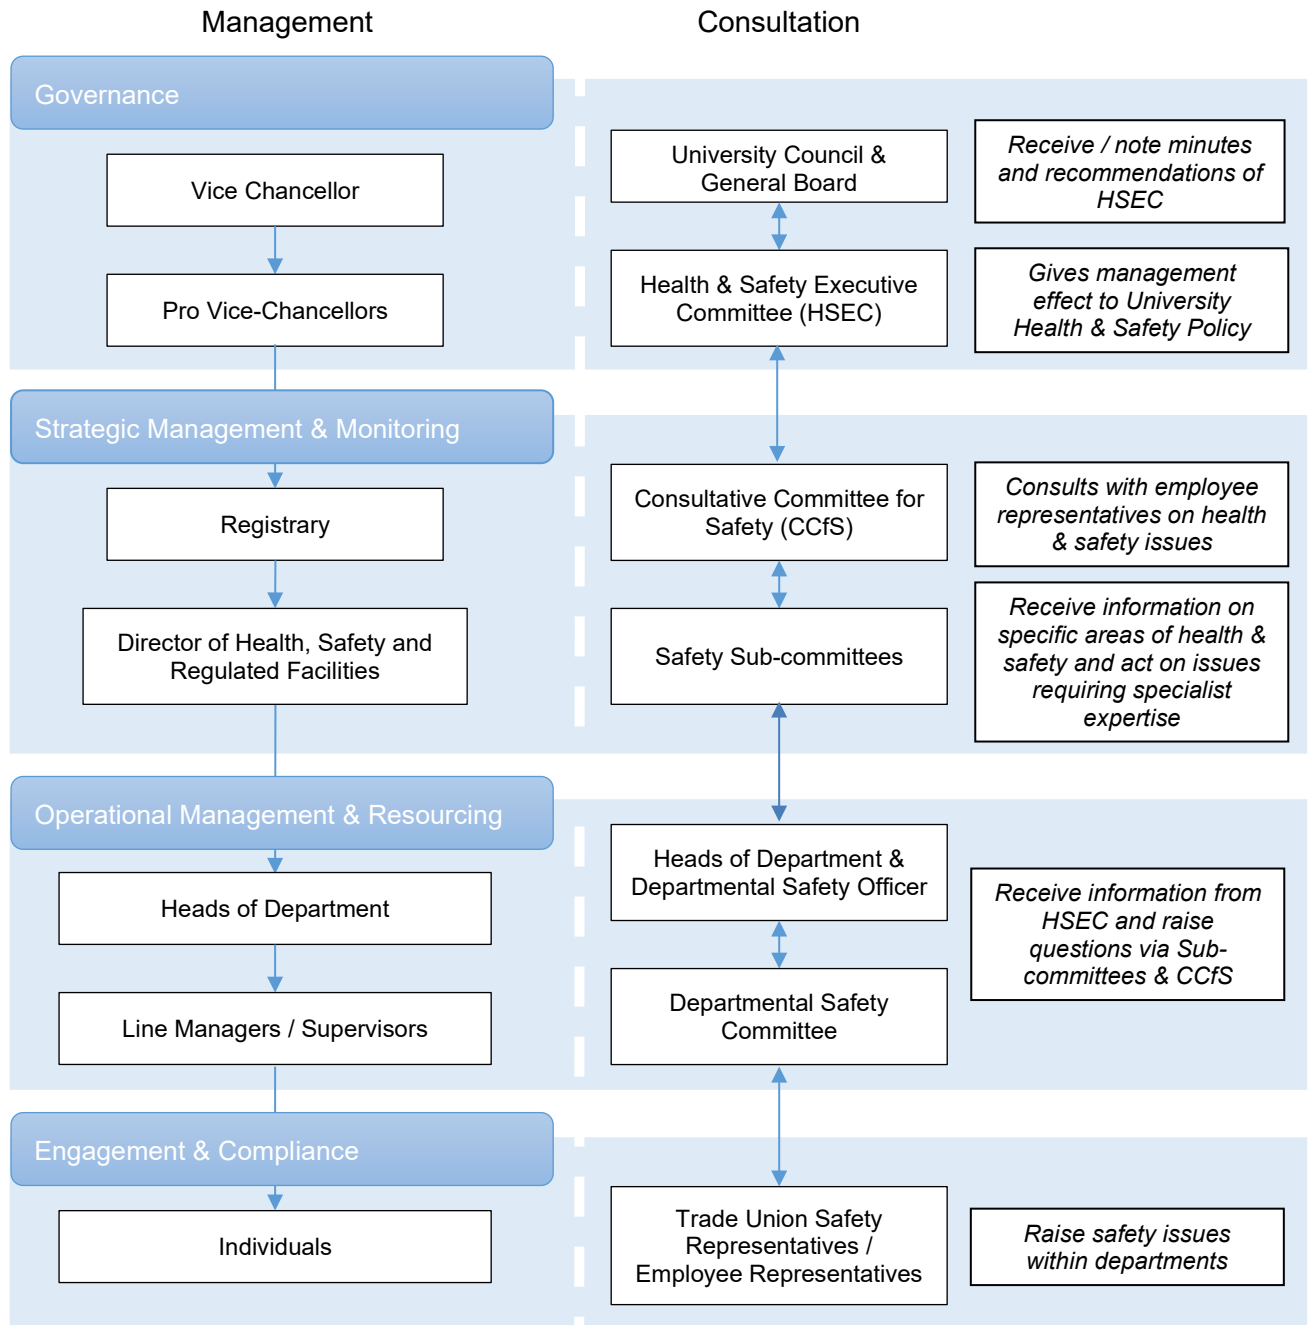 Management
Consultation
Governance
Vice Chancellor
University Council &
General Board
Receive / note minutes
and recommendations of
HSEC
Pro Vice-Chancellors
Health & Safety Executive
Committee (HSEC)
Gives management
effect to University
Health & Safety Policy
Strategic Management & Monitoring
Registrary
Consultative Committee for
Safety (CCfS)
Consults with employee
representatives on health
& safety issues
Director of Health, Safety and
Regulated Facilities
Safety Sub-committees
Receive information on
specific areas of health &
safety and act on issues
requiring specialist
expertise
Operational Management & Resourcing
Heads of Department
Heads of Department &
Departmental Safety Officer
Receive information from
HSEC and raise
questions via Sub-
committees & CCfS
Line Managers / Supervisors
Departmental Safety
Committee
Engagement & Compliance
Individuals
Trade Union Safety
Representatives /
Employee Representatives
Raise safety issues
within departments